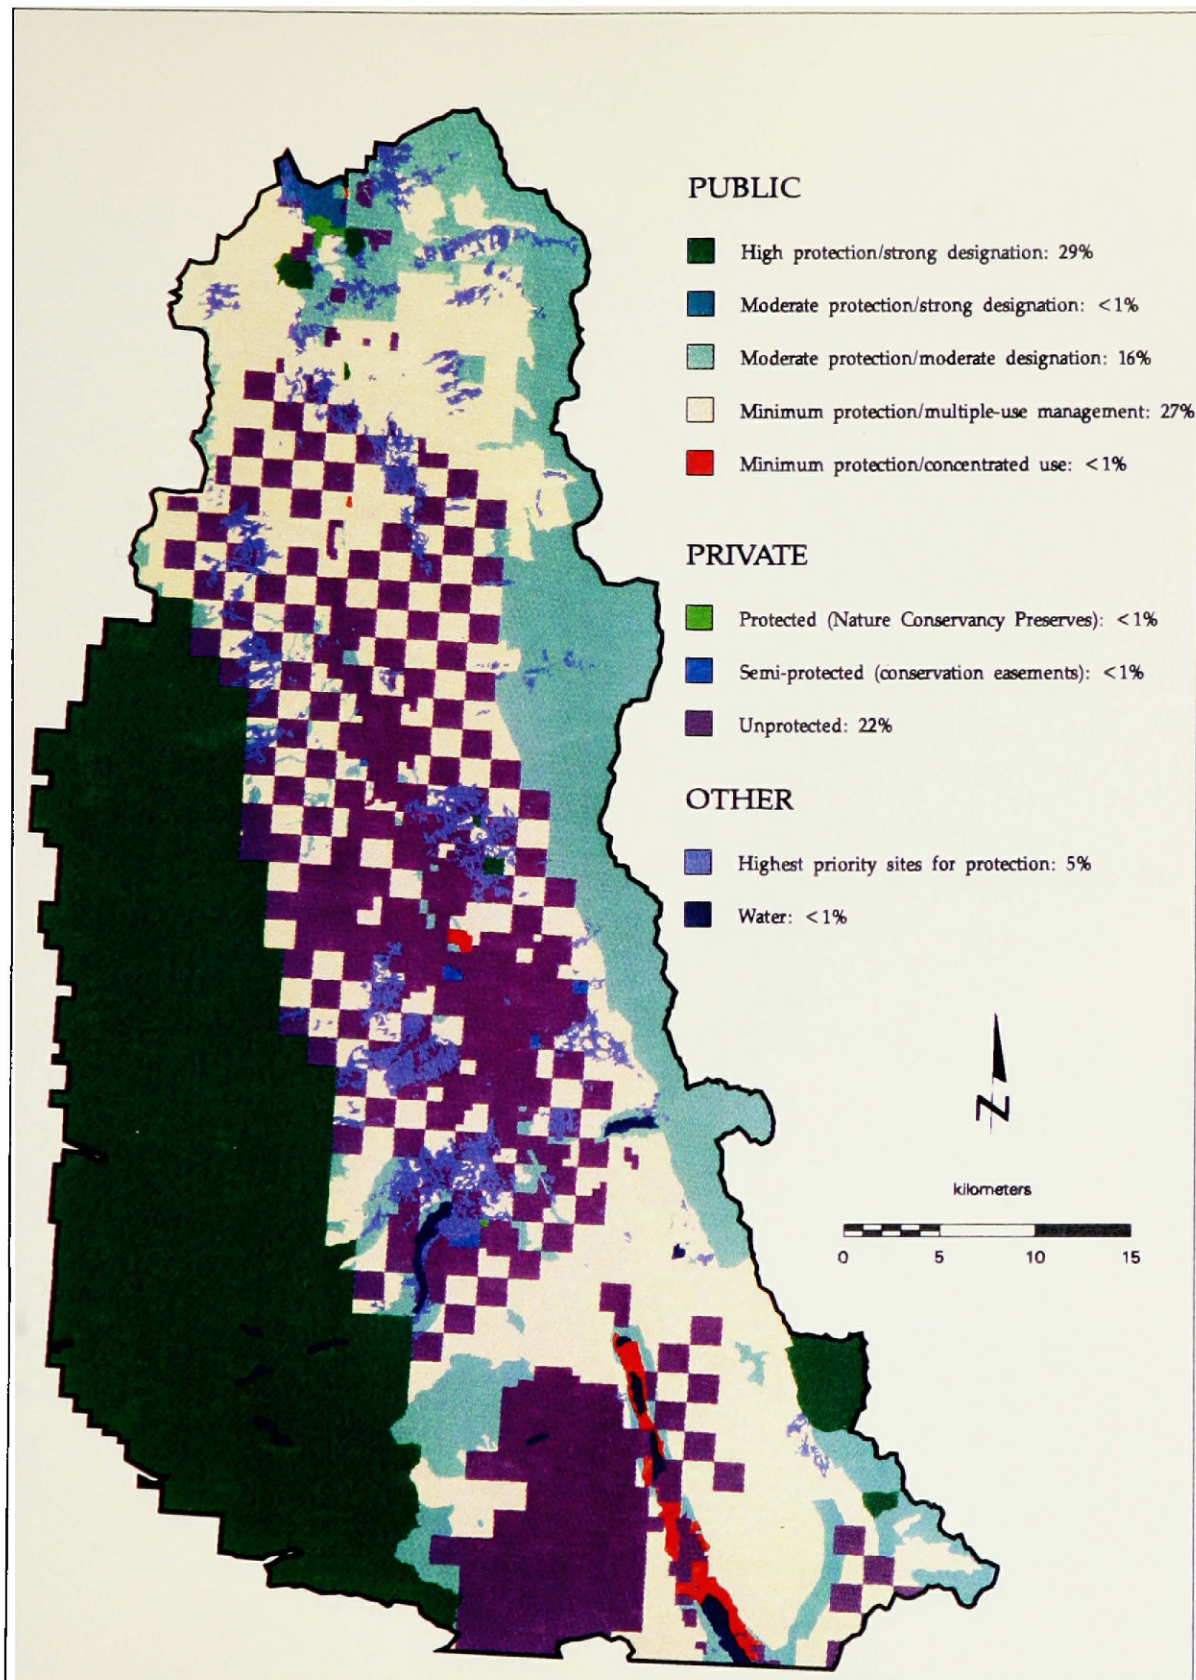 PUBLIC
High protection/strong designation: 29%
Moderate protection/strong designation: <1%
Moderate protection/moderate designation: 16%
Minimum protection/multiple-use management: 27%
Minimum protection/concentrated use: <1%
PRIVATE
Protected (Nature Conservancy Preserves): <1%
Semi-protected (conservation easements): <1%
Unprotected: 22%
OTHER
Highest priority sites for protection: 5%
Water: <1%
N
kilometers
0 5 10 15